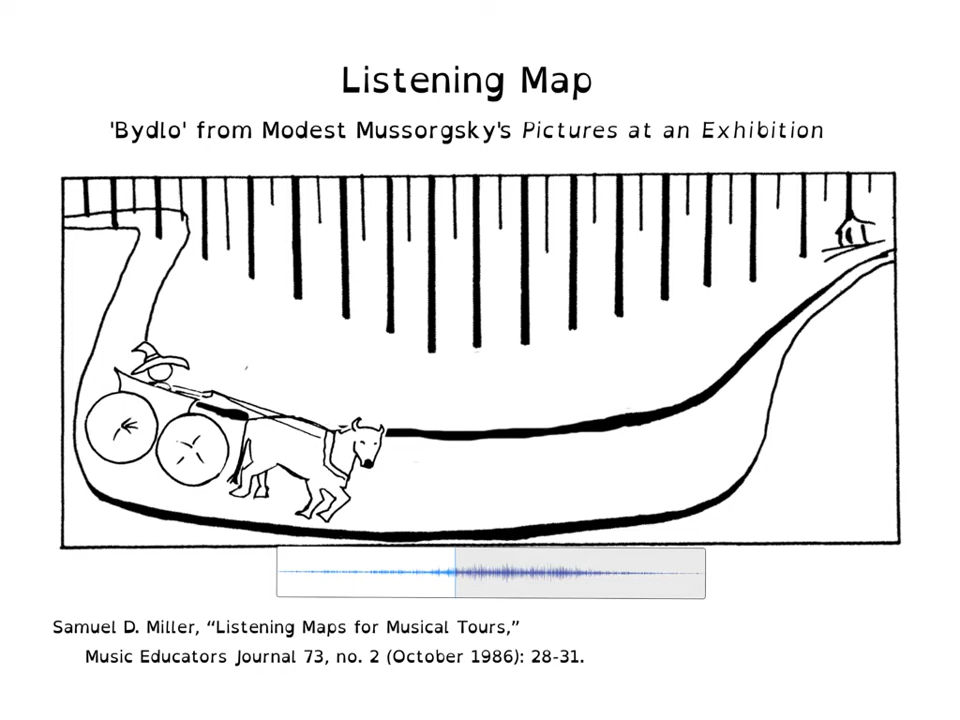 Listening Map
'Bydlo' from Modest Mussorgsky's Pictures at an Exhibition
Samuel D. Miller, “Listening Maps for Musical Tours,”
Music Educators Journal 73, no. 2 (October 1986): 28-31.